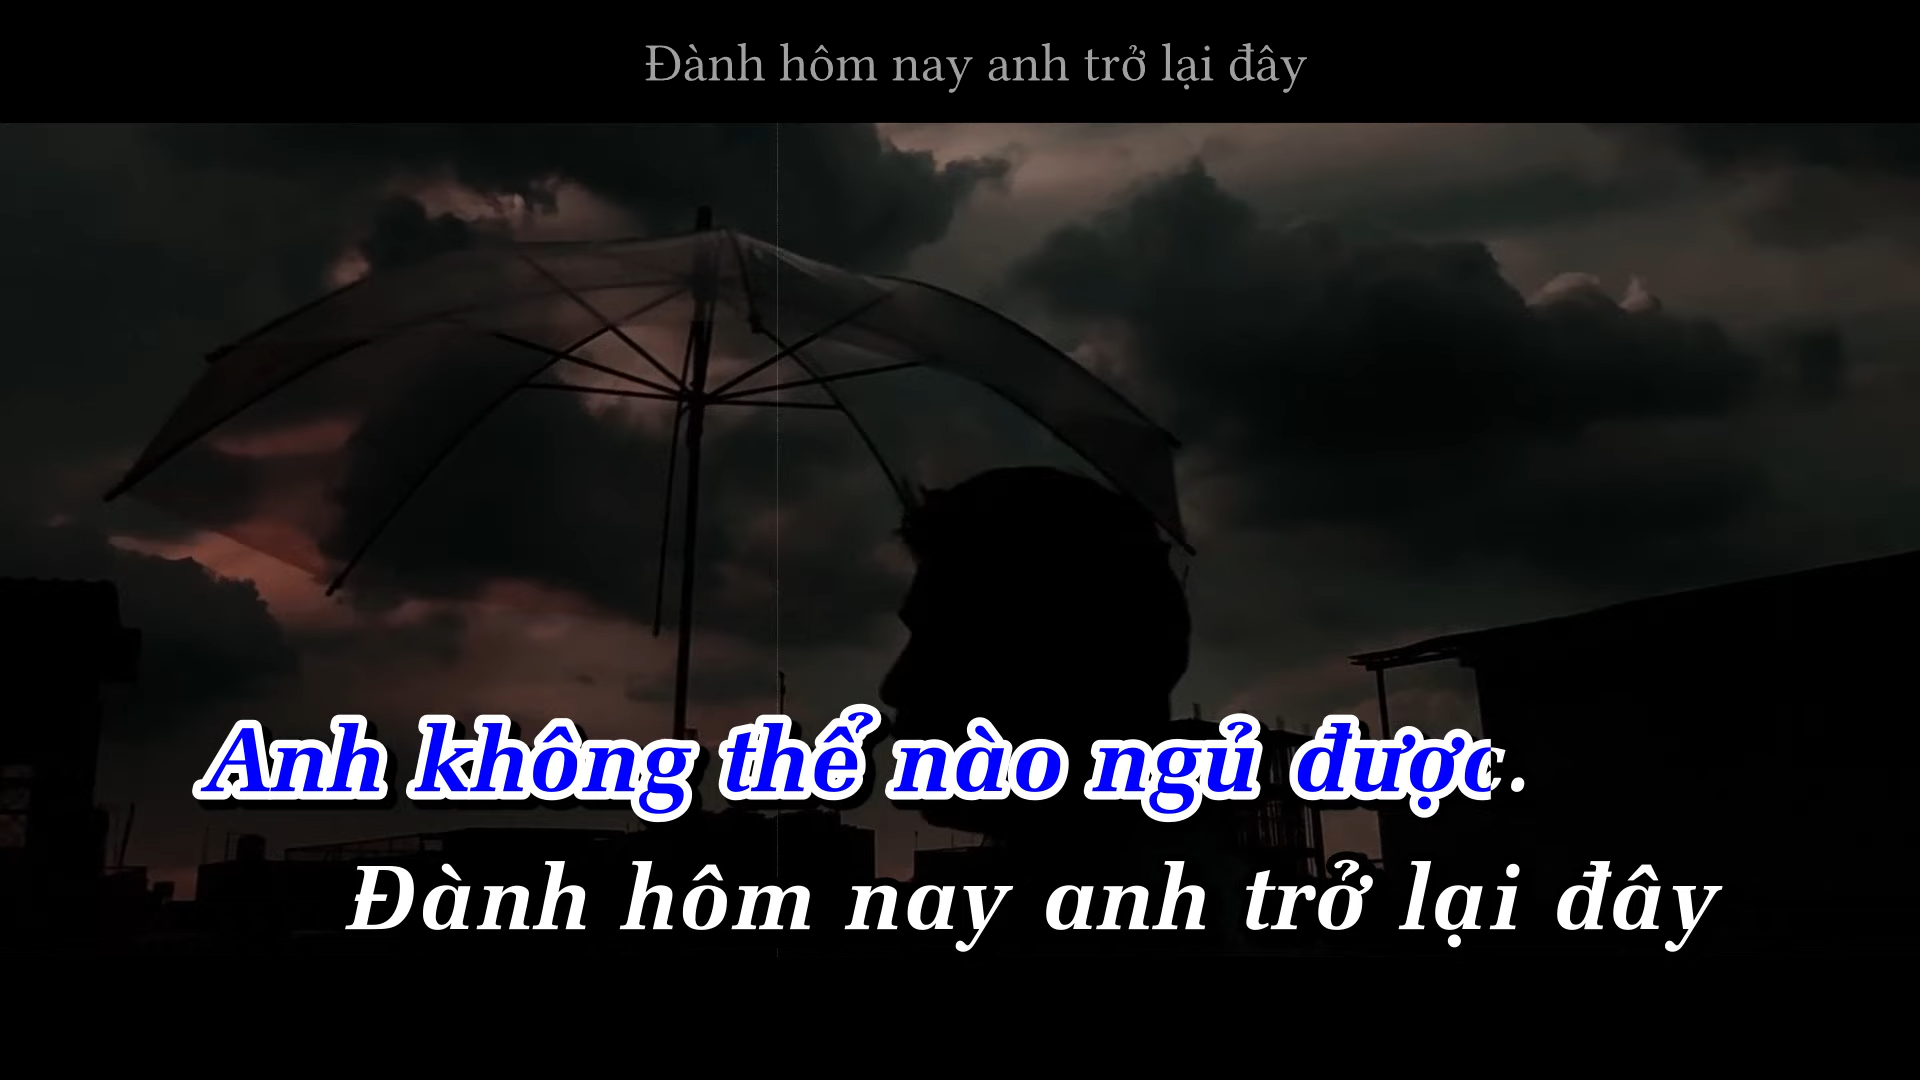 Đành hôm nay anh trở lại đây
Anh không thể nào ngủ được.
Đành hôm nay anh trở lại đây